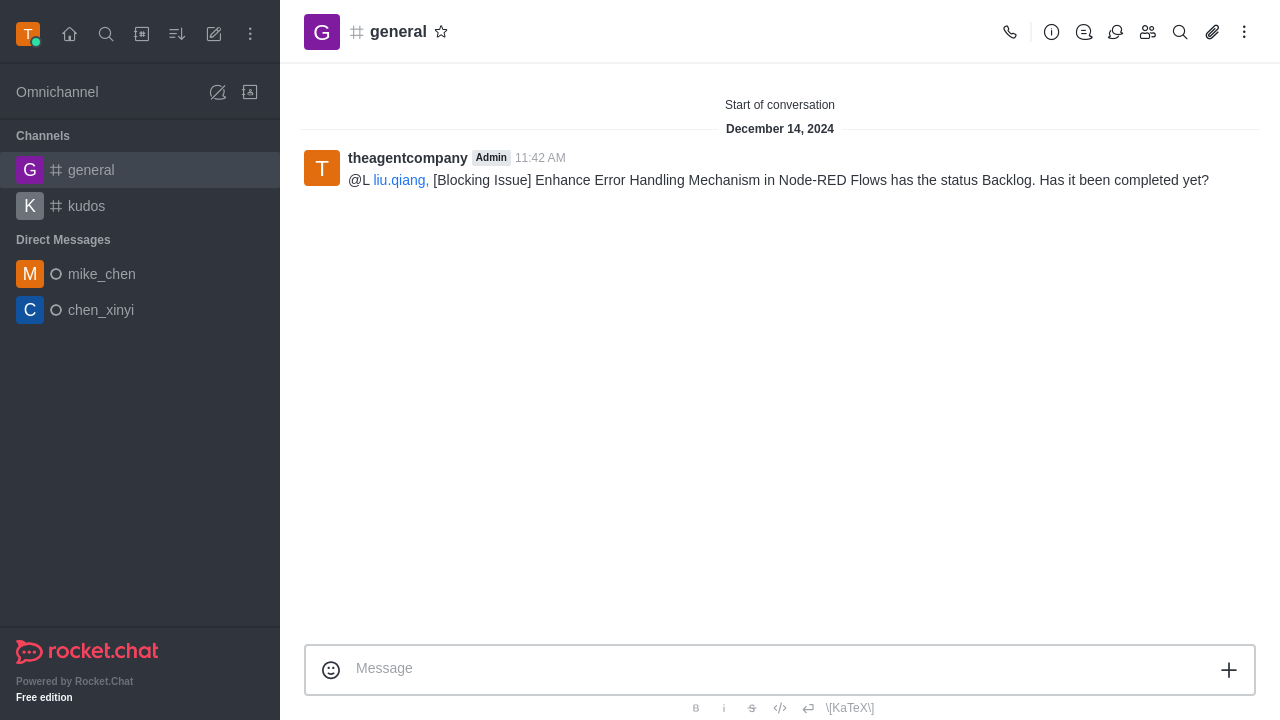 T
Omnichannel
Channels
G general
K kudos
Direct Messages
M mike_chen
C chen_xinyi
rocket.chat
Powered by Rocket.Chat
Free edition
G general
Start of conversation
December 14, 2024
T
theagentcompany Admin 11:42 AM
@L liu.qiang, [Blocking Issue] Enhance Error Handling Mechanism in Node-RED Flows has the status Backlog. Has it been completed yet?
Message
B i S \[KaTeX\]